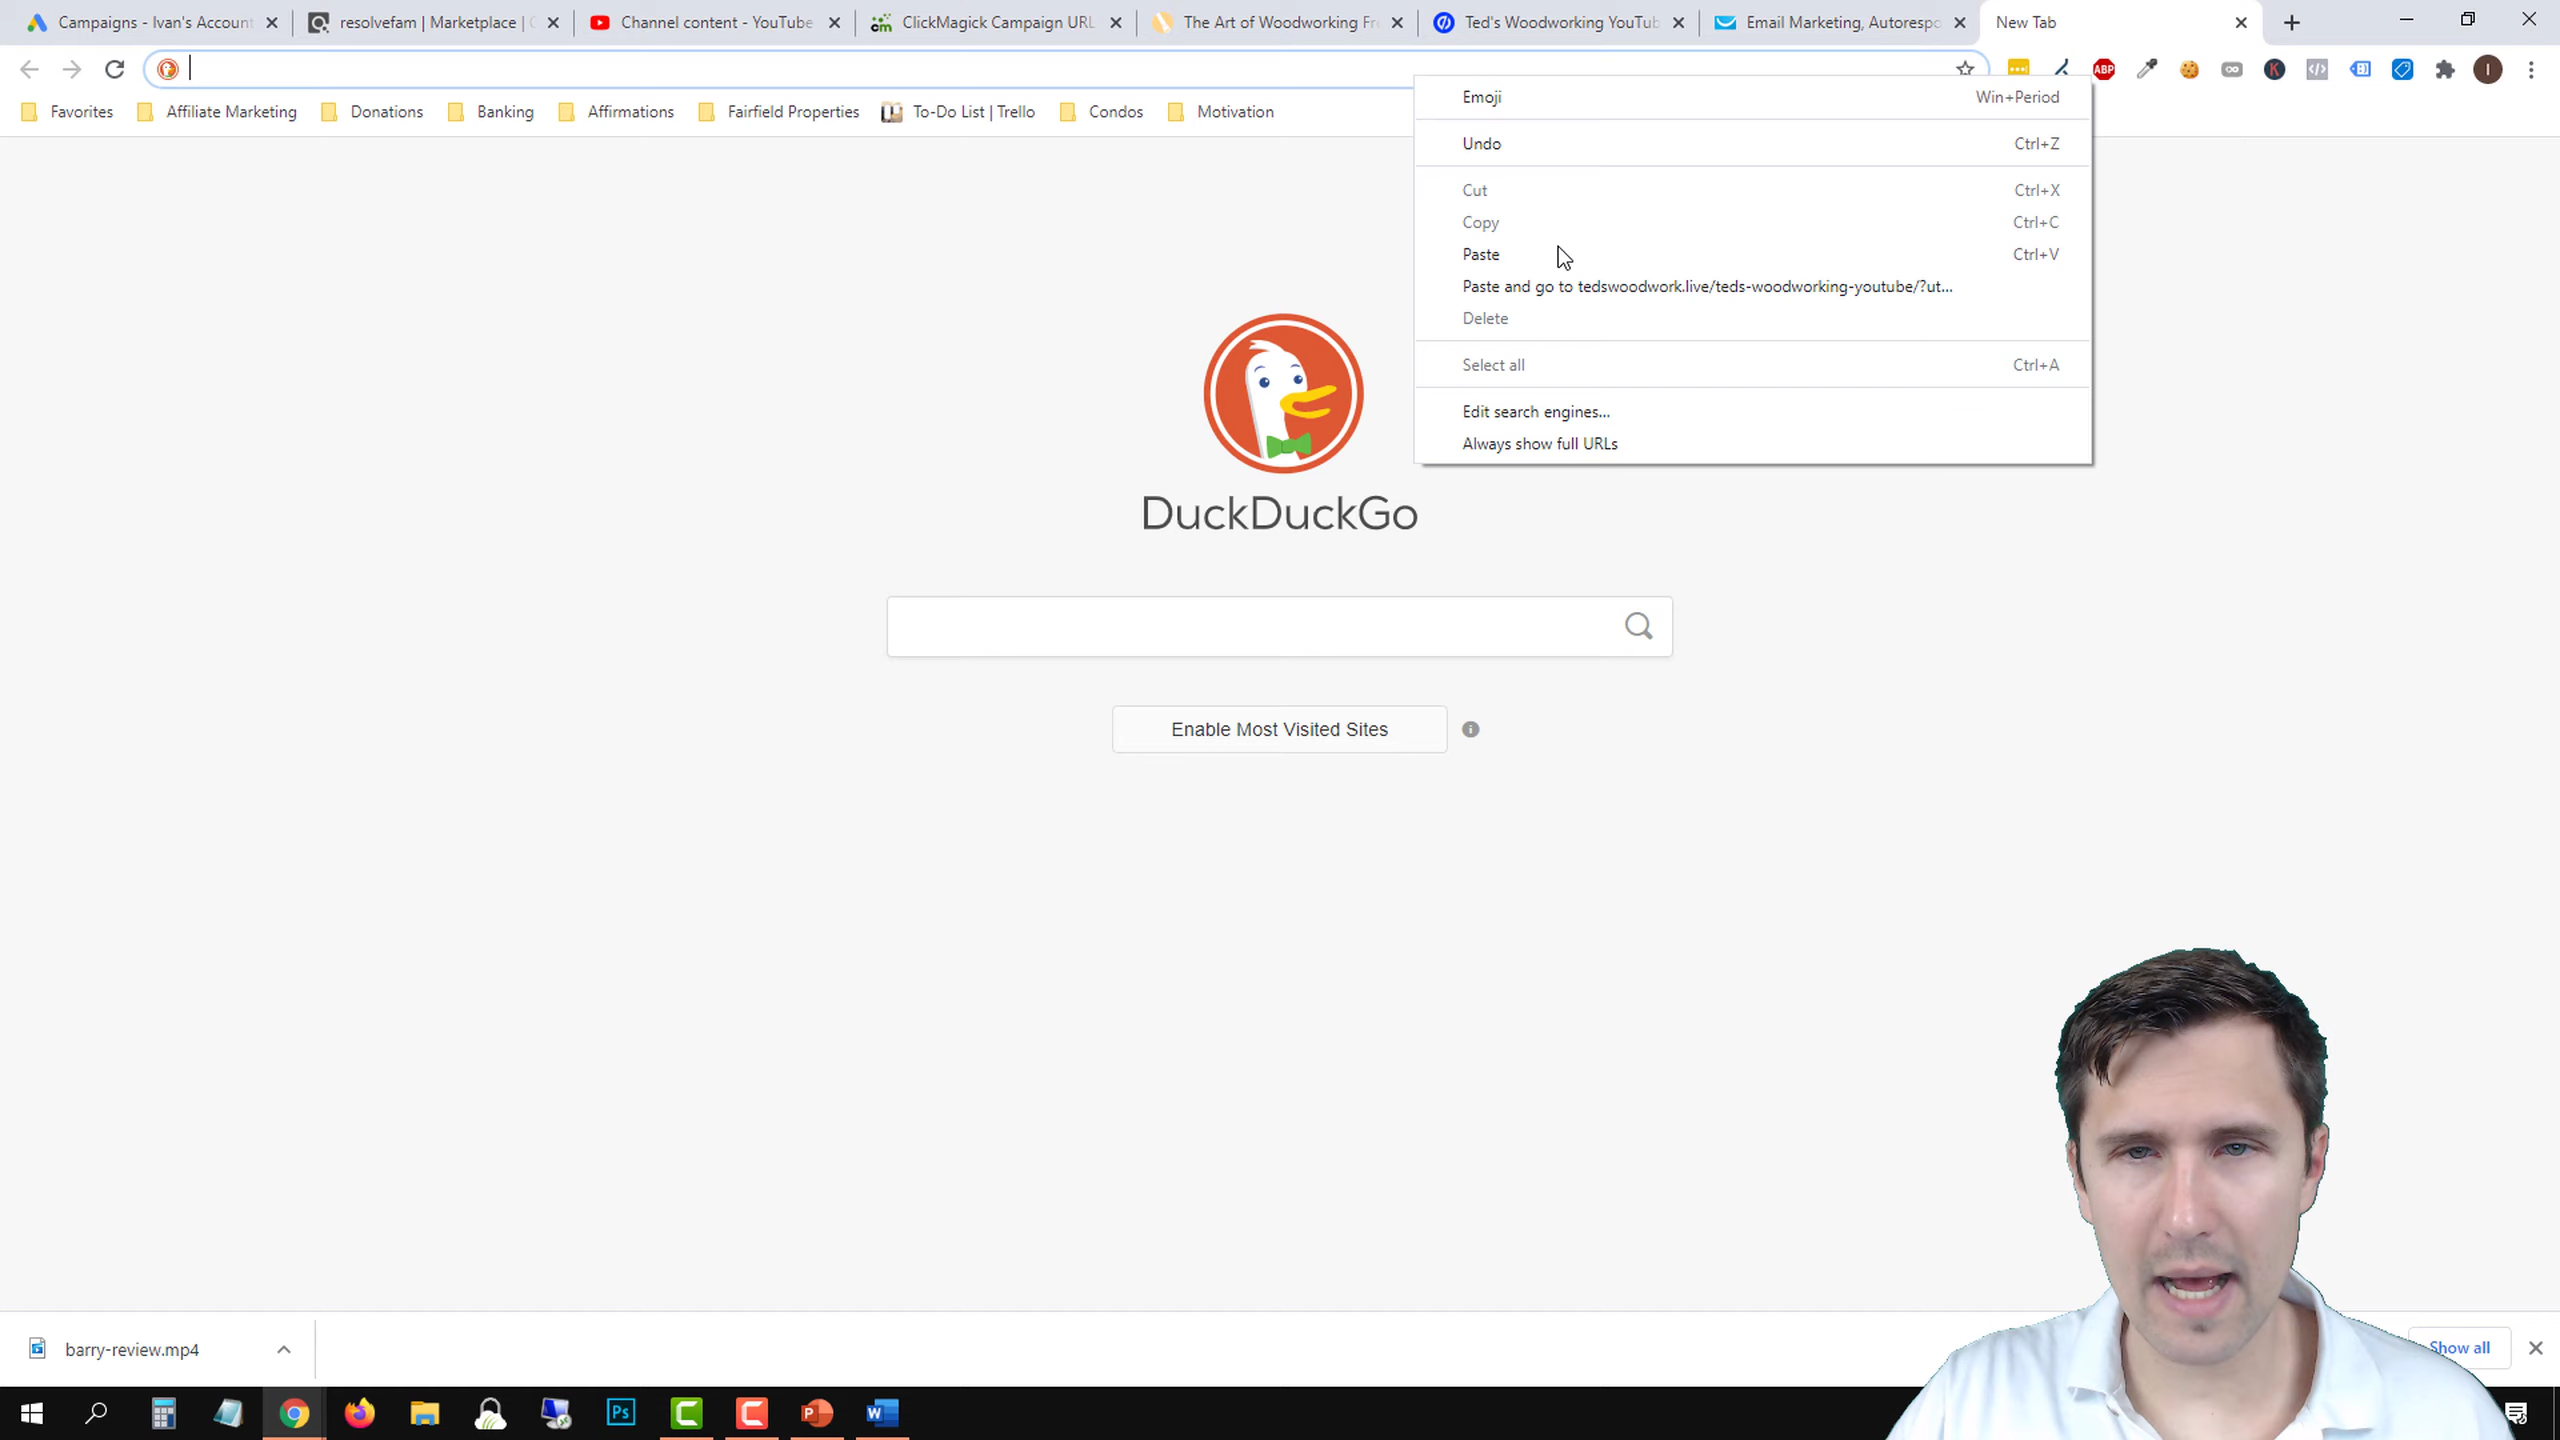 Campaigns - Ivan's Account
resolvefam | Marketplace |
Channel content - YouTube
ClickMagick Campaign URL
The Art of Woodworking Fr
Ted's Woodworking YouTub
Email Marketing, Autorespo
New Tab
ABP
K
I
Favorites
Affiliate Marketing
Donations
Banking
Affirmations
Fairfield Properties
To-Do List | Trello
Condos
Motivation
Emoji Win+Period
Undo Ctrl+Z
Cut Ctrl+X
Copy Ctrl+C
Paste Ctrl+V
Paste and go to tedswoodwork.live/teds-woodworking-youtube/?ut...
Delete
Select all Ctrl+A
Edit search engines...
Always show full URLs
DuckDuckGo
Enable Most Visited Sites
barry-review.mp4
Show all
Ps